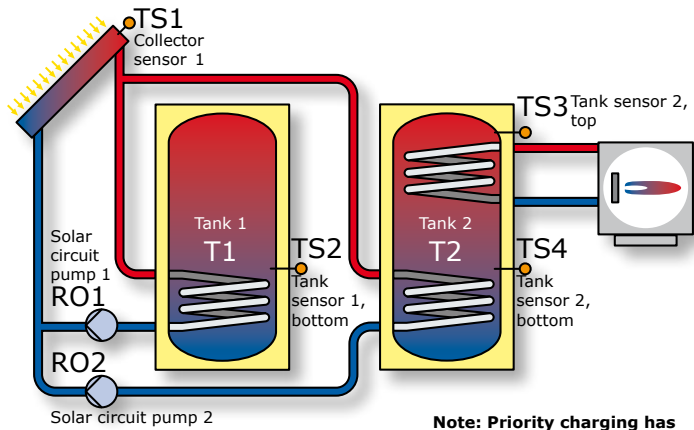 TS1
Collector
sensor 1
TS3
Tank sensor 2,
top
Tank 1
T1
Tank 2
T2
Solar
circuit
pump 1
RO1
TS2
Tank
sensor 1,
bottom
TS4
Tank
sensor 2,
bottom
RO2
Solar circuit pump 2
Note: Priority charging has